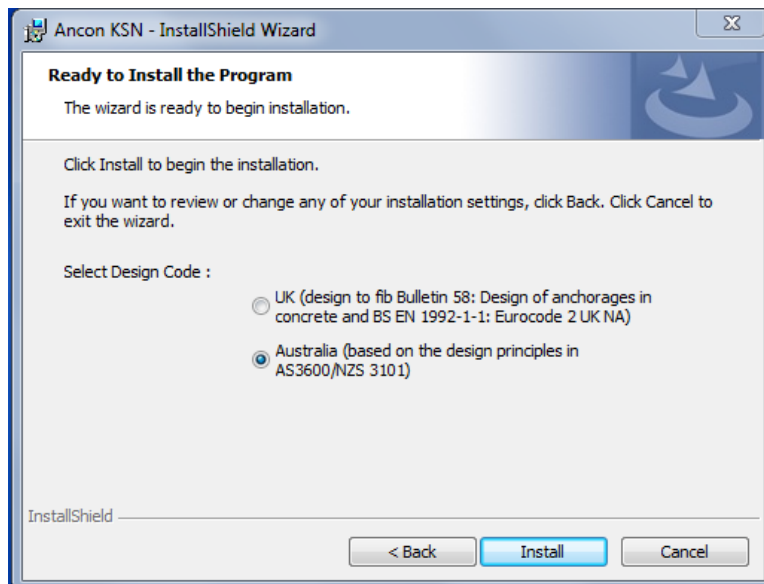 Ancon KSN - InstallShield Wizard
Ready to Install the Program
The wizard is ready to begin installation.
Click Install to begin the installation.
If you want to review or change any of your installation settings, click Back. Click Cancel to
exit the wizard.
Select Design Code :
UK (design to fib Bulletin 58: Design of anchorages in
concrete and BS EN 1992-1-1: Eurocode 2 UK NA)
Australia (based on the design principles in
AS3600/NZS 3101)
InstallShield
< Back
Install
Cancel